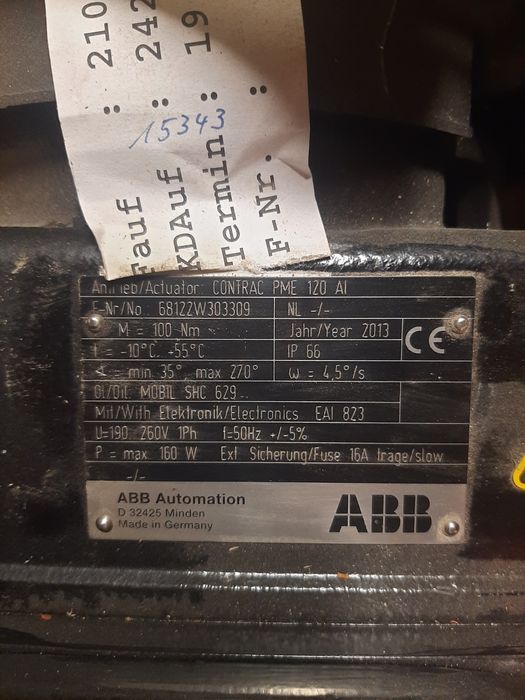 Fauf : 210
KDAuf : 242
15343
Termin : 19
F-Nr. :
Antrieb/Actuator: CONTRAC PME 120 AI
F-Nr/No 68122W303309 NL -/-
M = 100 Nm Jahr/Year 2013
t = -10°C +55°C IP 66
CE
∢ = min 35° max 270° ω = 4,5°/s
Öl/Oil MOBIL SHC 629
Mit/With Elektronik/Electronics EAI 823
U=190 260V 1Ph f=50Hz +/-5%
P = max 160 W Ext Sicherung/Fuse 16A träge/slow
-/-
ABB Automation
D 32425 Minden
Made in Germany
ABB